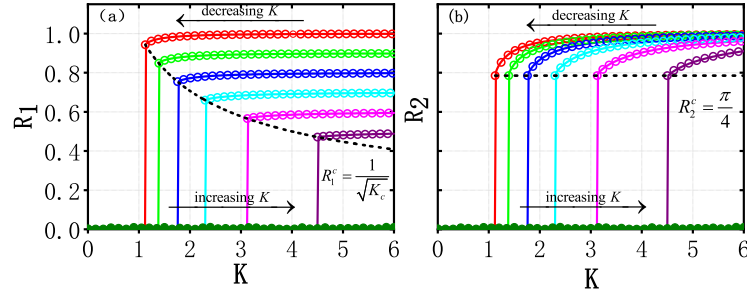 (a)
decreasing K
R₁
1.0
0.8
0.6
0.4
0.2
0.0
R₁ᶜ = 1/√K_c
increasing K
0 1 2 3 4 5 6
K
(b)
decreasing K
R₂
R₂ᶜ = π/4
increasing K
0 1 2 3 4 5 6
K